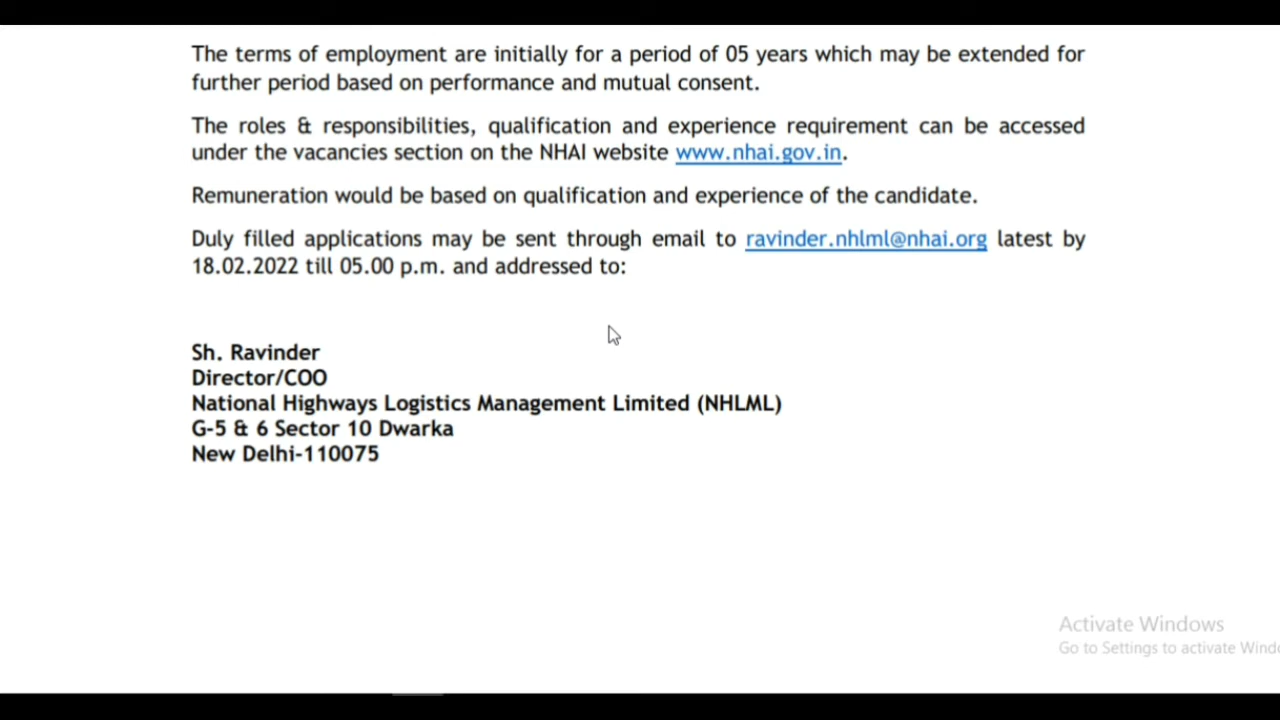 The terms of employment are initially for a period of 05 years which may be extended for
further period based on performance and mutual consent.
The roles & responsibilities, qualification and experience requirement can be accessed
under the vacancies section on the NHAI website www.nhai.gov.in.
Remuneration would be based on qualification and experience of the candidate.
Duly filled applications may be sent through email to ravinder.nhlml@nhai.org latest by
18.02.2022 till 05.00 p.m. and addressed to:
Sh. Ravinder
Director/COO
National Highways Logistics Management Limited (NHLML)
G-5 & 6 Sector 10 Dwarka
New Delhi-110075
Activate Windows
Go to Settings to activate Windo